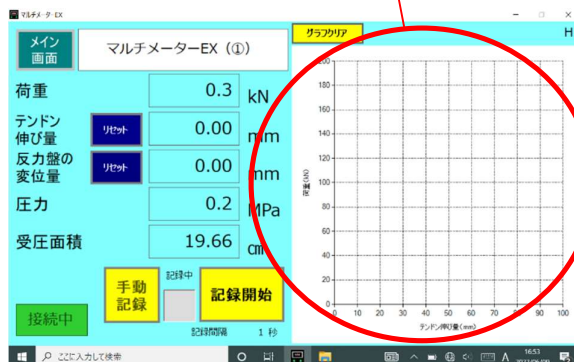 マルチメーターEX
メイン
画面
マルチメーターEX（①）
グラフクリア
H
荷重
0.3
kN
テンドン
伸び量
リセット
0.00
mm
反力盤の
変位量
リセット
0.00
mm
圧力
0.2
MPa
受圧面積
19.66
手動
記録
記録中
記録開始
接続中
記録間隔
1 秒
200
180
160
140
120
100
80
60
40
20
0
荷重(kN)
0 10 20 30 40 50 60 70 80 90 100
テンドン伸び量(mm)
ここに入力して検索
A
16:53